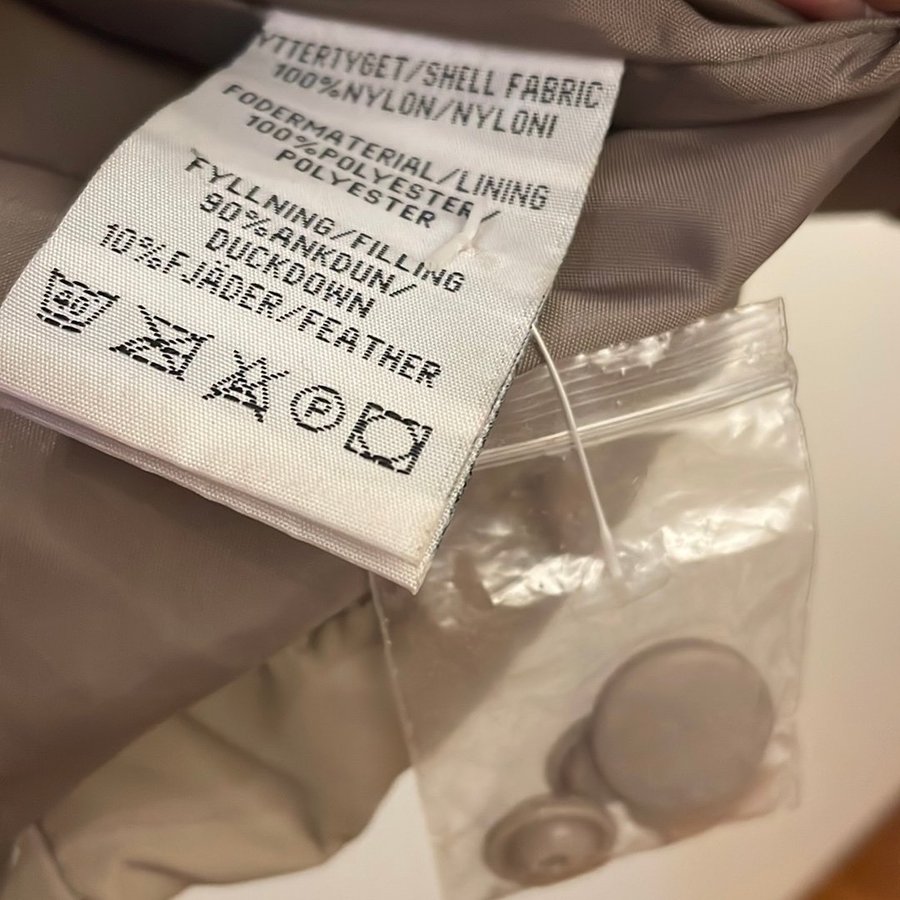 YTTERTYGET/SHELL FABRIC
100%NYLON/NYLONI
FODERMATERIAL/LINING
100%POLYESTER/
POLYESTER
FYLLNING/FILLING
90%ANKDUN/
DUCKDOWN
10%FJÄDER/FEATHER
40
P